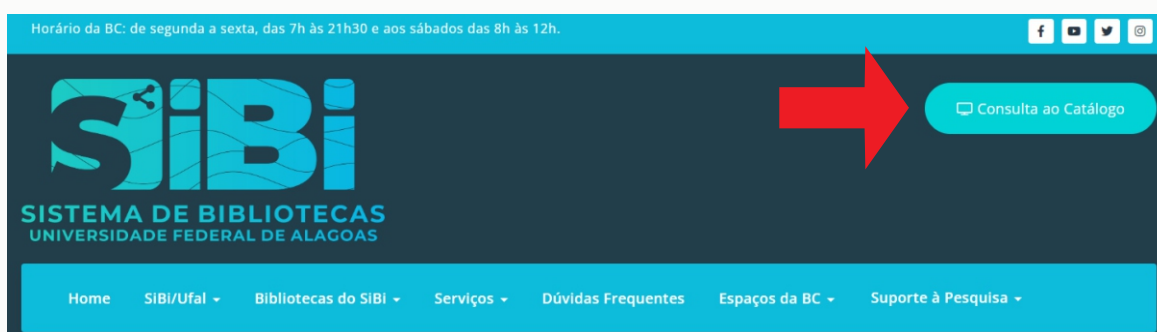 Horário da BC: de segunda a sexta, das 7h às 21h30 e aos sábados das 8h às 12h.
SiBi
Consulta ao Catálogo
SISTEMA DE BIBLIOTECAS
UNIVERSIDADE FEDERAL DE ALAGOAS
Home SiBi/Ufal Bibliotecas do SiBi Serviços Dúvidas Frequentes Espaços da BC Suporte à Pesquisa